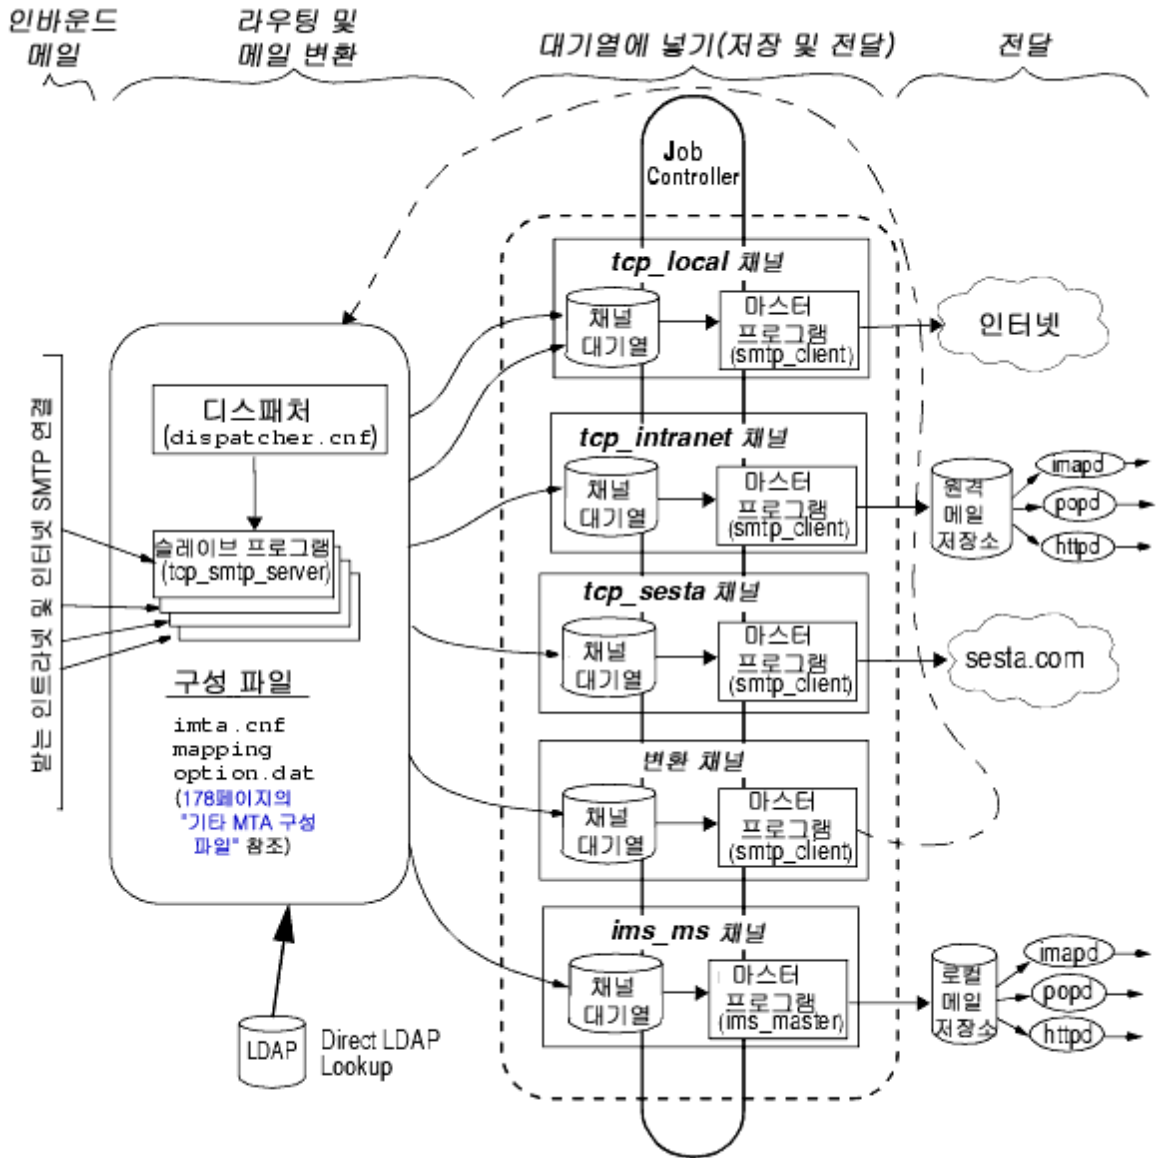 인바운드
메일
라우팅 및
메일 변환
대기열에 넣기(저장 및 전달)
전달
Job
Controller
받는 인트라넷 및 인터넷 SMTP 연결
디스패처
(dispatcher.cnf)
슬레이브 프로그램
(tcp_smtp_server)
구성 파일
imta.cnf
mapping
option.dat
(178페이지의
"기타 MTA 구성
파일" 참조)
LDAP
Direct LDAP
Lookup
tcp_local 채널
채널
대기열
마스터
프로그램
(smtp_client)
인터넷
tcp_intranet 채널
채널
대기열
마스터
프로그램
(smtp_client)
원격
메일
저장소
imapd
popd
httpd
tcp_sesta 채널
채널
대기열
마스터
프로그램
(smtp_client)
sesta.com
변환 채널
채널
대기열
마스터
프로그램
(smtp_client)
ims_ms 채널
채널
대기열
마스터
프로그램
(ims_master)
로컬
메일
저장소
imapd
popd
httpd